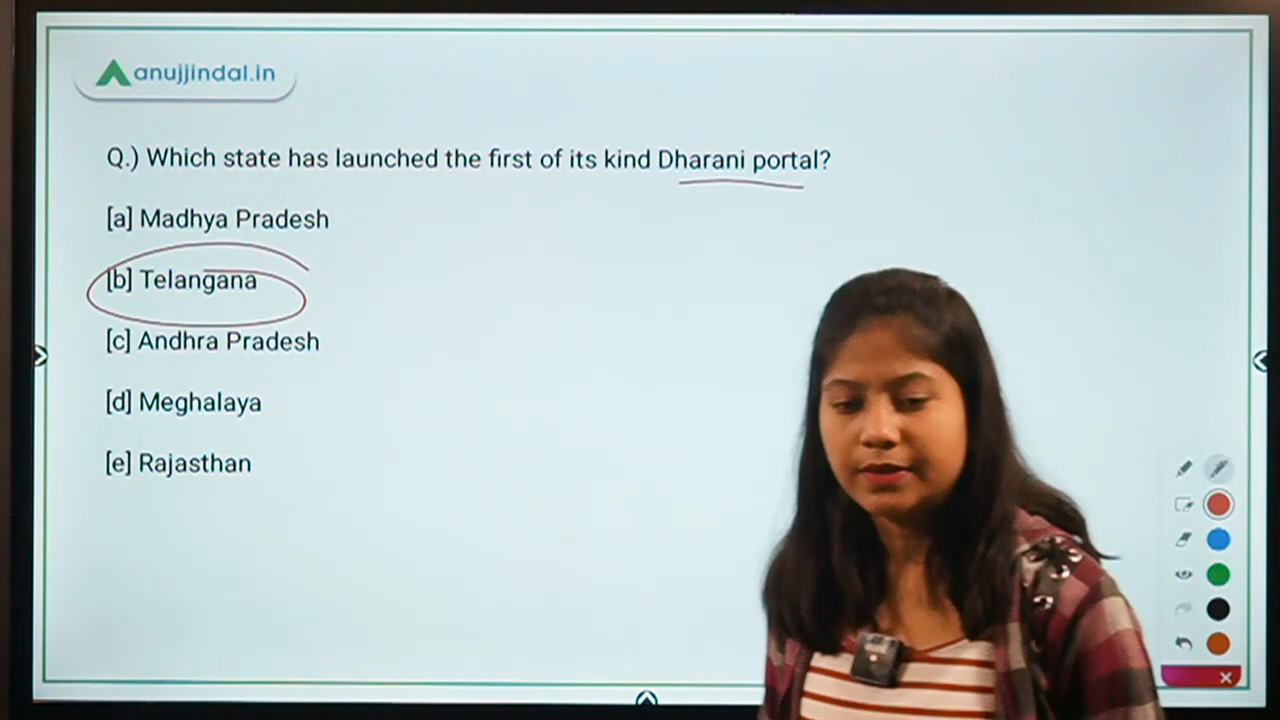 anujjindal.in
Q.) Which state has launched the first of its kind Dharani portal?
[a] Madhya Pradesh
[b] Telangana
[c] Andhra Pradesh
[d] Meghalaya
[e] Rajasthan